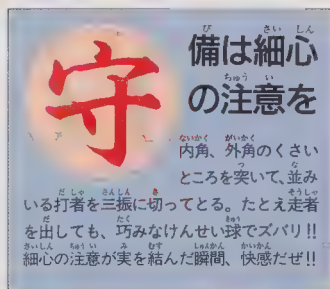 守
備は細心
の注意を
内角、外角のくさい
ところを突いて、並み
いる打者を三振に切ってとる。たとえ走者
を出しても、巧みなけんせい球でズバリ!!
細心の注意が実を結んだ瞬間、快感だぜ!!